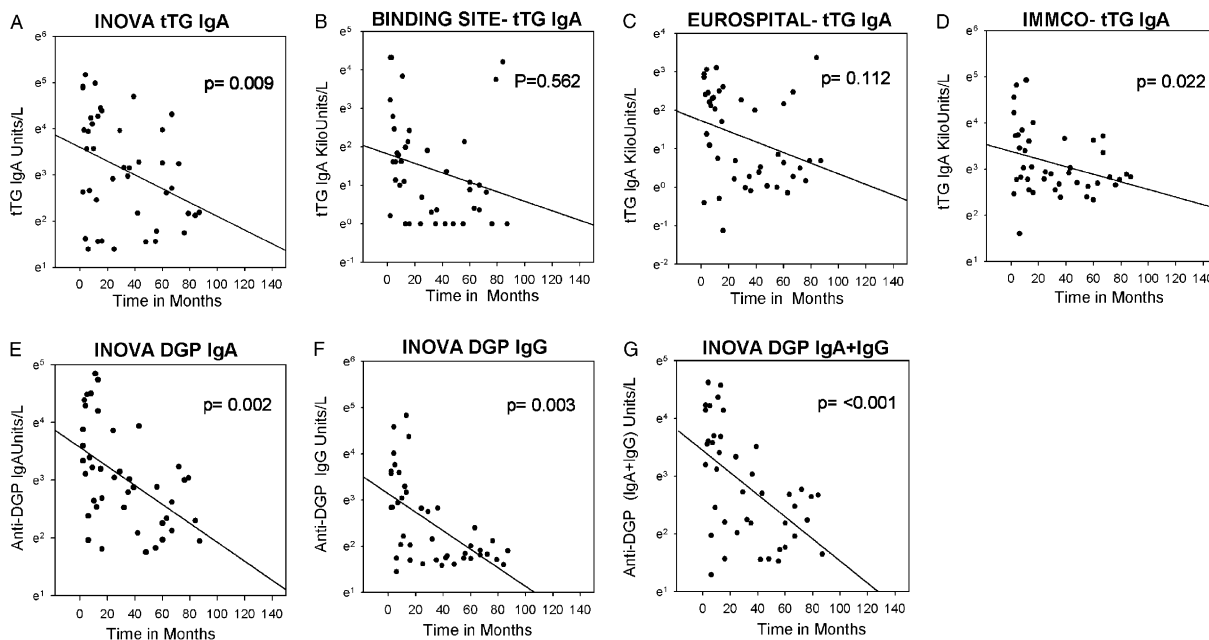 A INOVA tTG IgA
p= 0.009
tTG IgA Units/L
e6
e5
e4
e3
e2
e1
0 20 40 60 80 100 120 140
Time in Months
B BINDING SITE- tTG IgA
P=0.562
tTG IgA KiloUnits/L
e4
e3
e2
e1
e0
e-1
0 20 40 60 80 100 120 140
Time in Months
C EUROSPITAL- tTG IgA
p= 0.112
tTG IgA KiloUnits/L
e4
e3
e2
e1
e0
e-1
e-2
0 20 40 60 80 100 120 140
Time in Months
D IMMCO- tTG IgA
p= 0.022
tTG IgA KiloUnits/L
e6
e5
e4
e3
e2
e1
0 20 40 60 80 100 120 140
Time in Months
E INOVA DGP IgA
p= 0.002
Anti-DGP IgAUnits/L
e5
e4
e3
e2
e1
0 20 40 60 80 100 120 140
Time in Months
F INOVA DGP IgG
p= 0.003
Anti-DGP IgG Units/L
e6
e5
e4
e3
e2
e1
0 20 40 60 80 100 120 140
Time in Months
G INOVA DGP IgA+IgG
p= <0.001
Anti-DGP (IgA+IgG) Units/L
e5
e4
e3
e2
e1
0 20 40 60 80 100 120 140
Time in Months